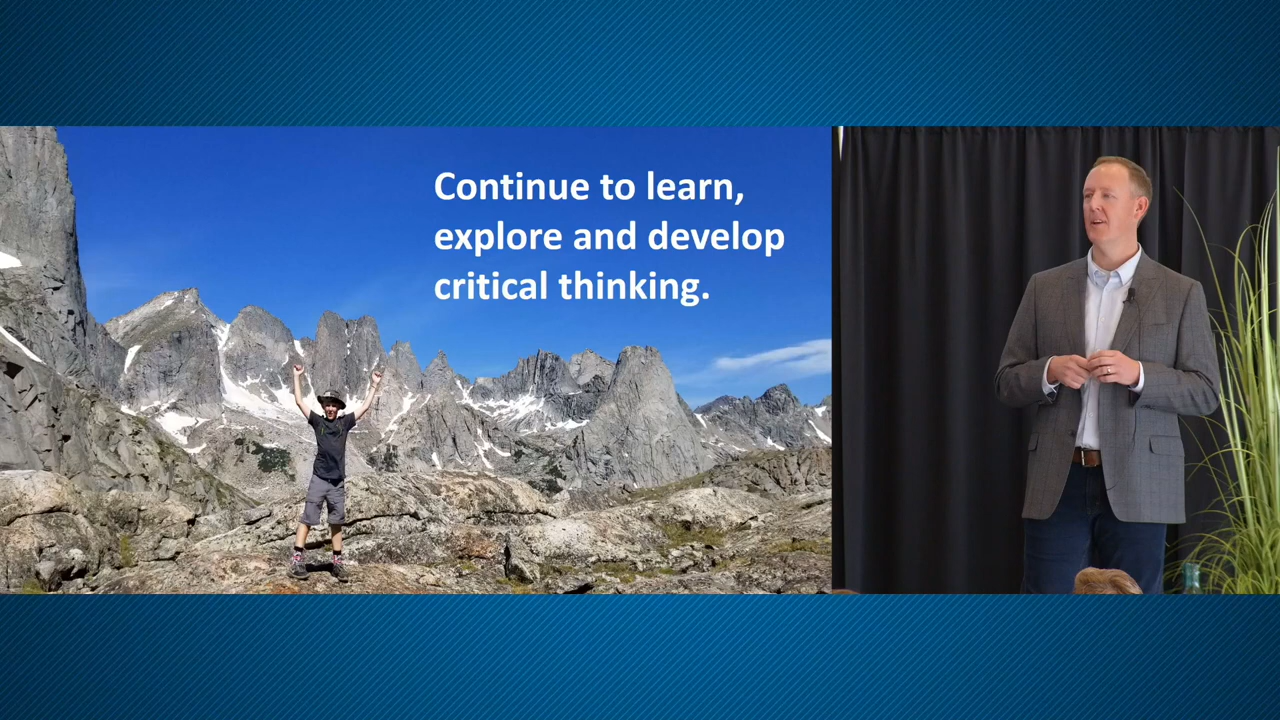 Continue to learn,
explore and develop
critical thinking.